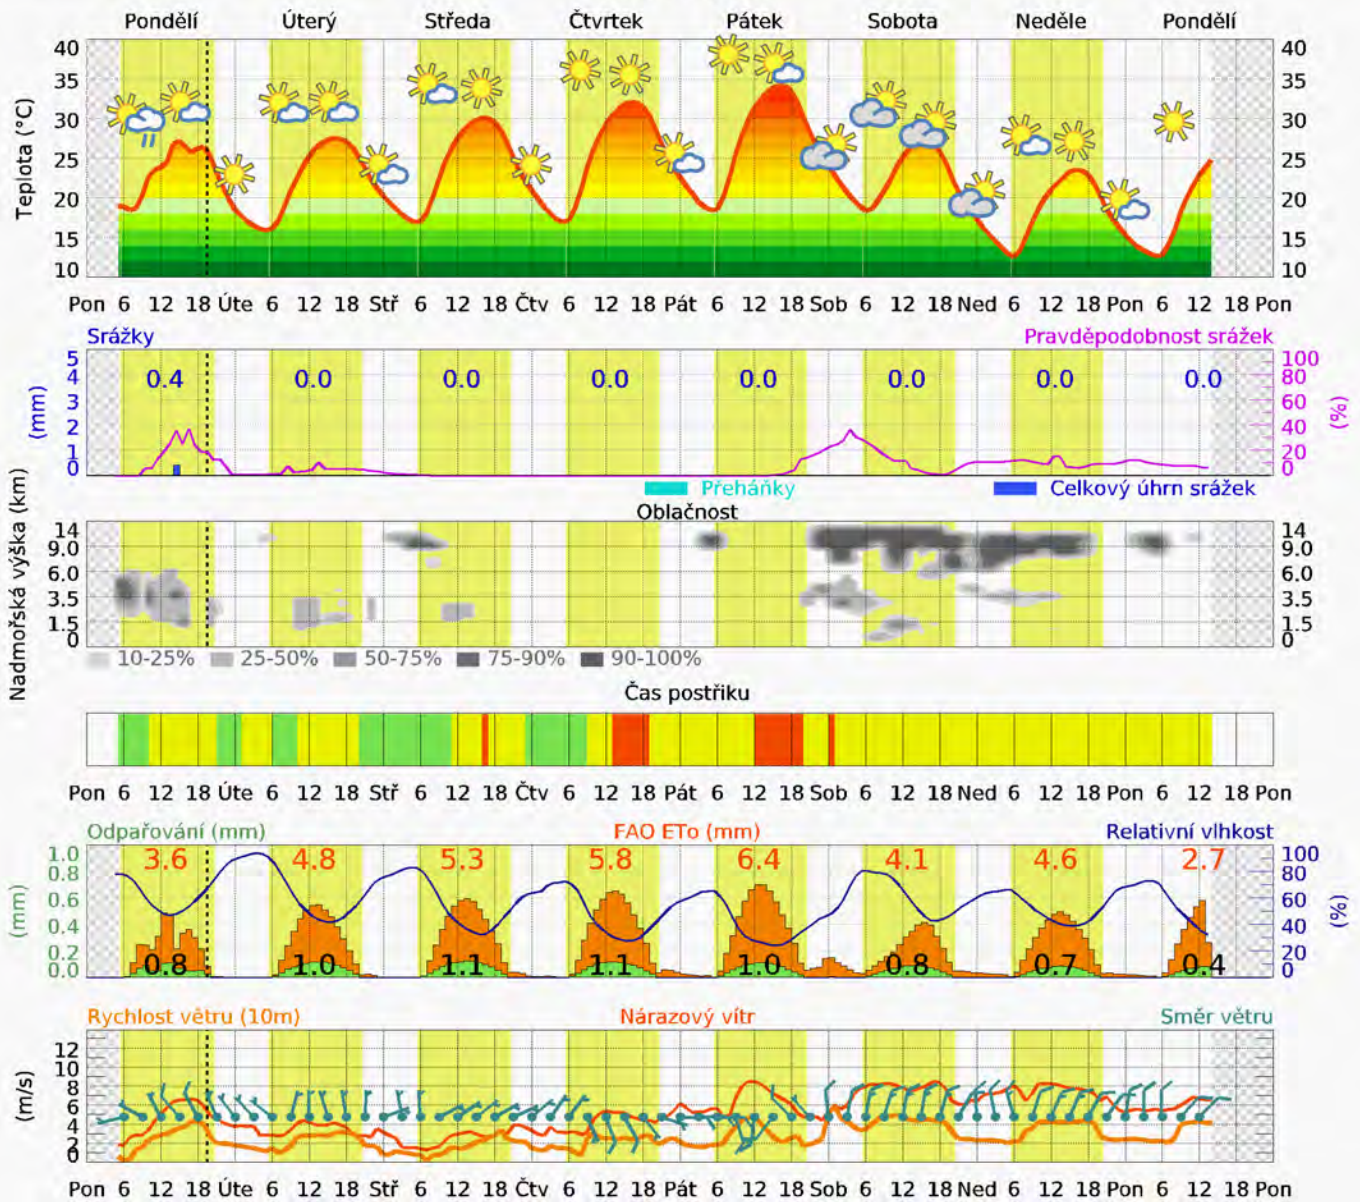 Pondělí Úterý Středa Čtvrtek Pátek Sobota Neděle Pondělí
Teplota (°C)
40 40
35 35
30 30
25 25
20 20
15 15
10 10
Pon 6 12 18 Úte 6 12 18 Stř 6 12 18 Čtv 6 12 18 Pát 6 12 18 Sob 6 12 18 Ned 6 12 18 Pon 6 12 18 Pon
Srážky Pravděpodobnost srážek
(mm) (%)
5 100
4 0.4 0.0 0.0 0.0 0.0 0.0 0.0 0.0 80
3 60
2 40
1 20
0 0
Přeháňky Celkový úhrn srážek
Oblačnost
Nadmořská výška (km)
14 14
9.0 9.0
6.0 6.0
3.5 3.5
1.5 1.5
0 0
10-25% 25-50% 50-75% 75-90% 90-100%
Čas postřiku
Pon 6 12 18 Úte 6 12 18 Stř 6 12 18 Čtv 6 12 18 Pát 6 12 18 Sob 6 12 18 Ned 6 12 18 Pon 6 12 18 Pon
Odpařování (mm) FAO ETo (mm) Relativní vlhkost
(mm) (%)
1.0 3.6 4.8 5.3 5.8 6.4 4.1 4.6 2.7 100
0.8 80
0.6 60
0.4 40
0.2 20
0.0 0.8 1.0 1.1 1.1 1.0 0.8 0.7 0.4 0
Rychlost větru (10m) Nárazový vítr Směr větru
(m/s)
12
10
8
6
4
2
0
Pon 6 12 18 Úte 6 12 18 Stř 6 12 18 Čtv 6 12 18 Pát 6 12 18 Sob 6 12 18 Ned 6 12 18 Pon 6 12 18 Pon